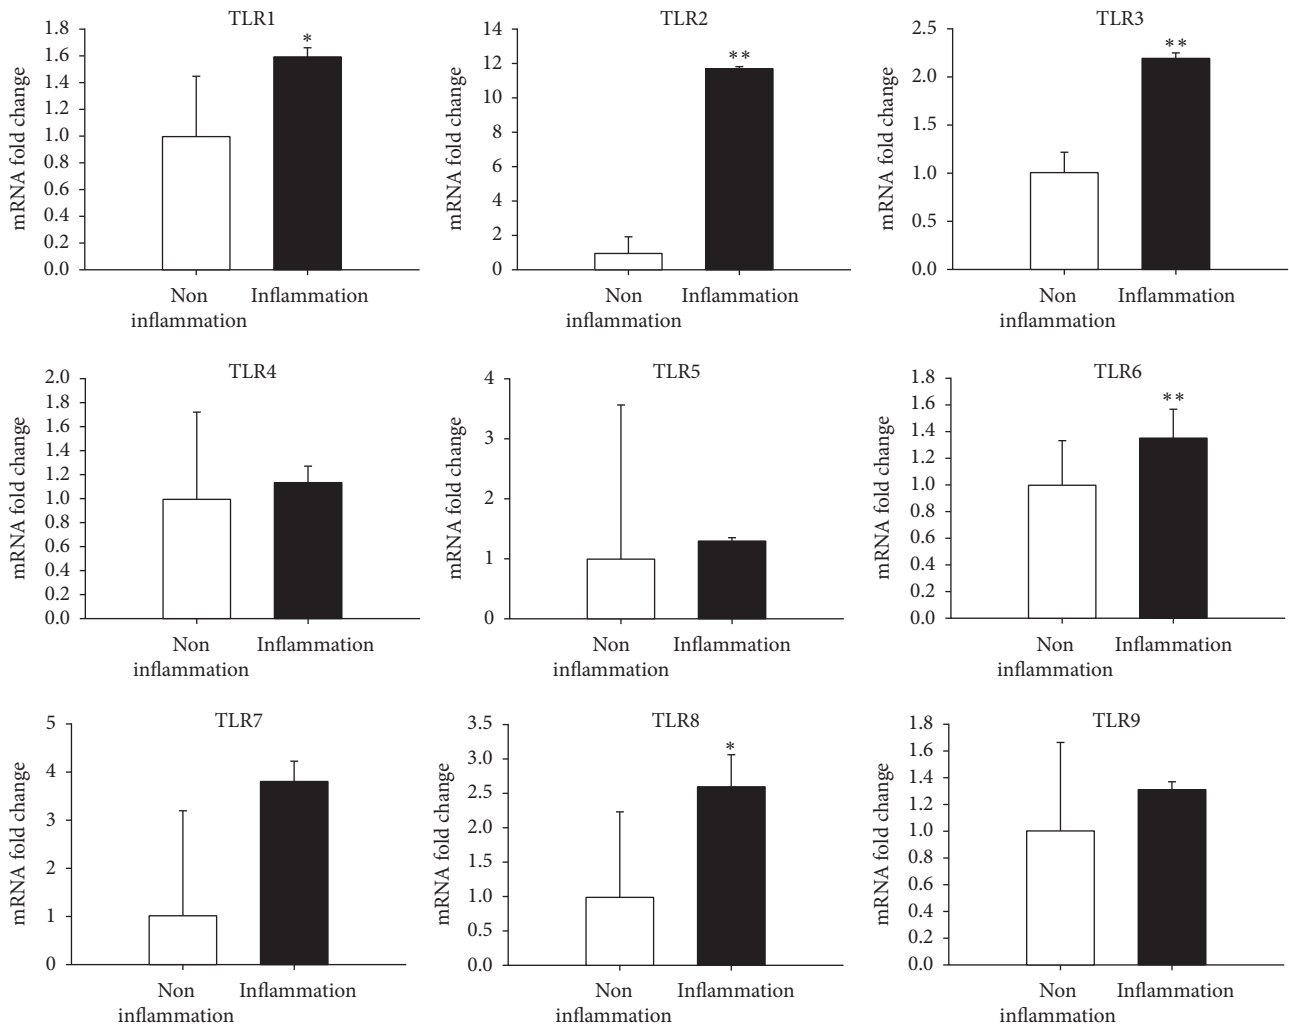 TLR1
mRNA fold change
1.8
1.6
1.4
1.2
1.0
0.8
0.6
0.4
0.2
0.0
*
Non
inflammation
Inflammation
TLR2
mRNA fold change
14
12
10
8
6
4
2
0
**
Non
inflammation
Inflammation
TLR3
mRNA fold change
2.5
2.0
1.5
1.0
0.5
0.0
**
Non
inflammation
Inflammation
TLR4
mRNA fold change
2.0
1.8
1.6
1.4
1.2
1.0
0.8
0.6
0.4
0.2
0.0
Non
inflammation
Inflammation
TLR5
mRNA fold change
4
3
2
1
0
Non
inflammation
Inflammation
TLR6
mRNA fold change
1.8
1.6
1.4
1.2
1.0
0.8
0.6
0.4
0.2
0.0
**
Non
inflammation
Inflammation
TLR7
mRNA fold change
5
4
3
2
1
0
Non
inflammation
Inflammation
TLR8
mRNA fold change
3.5
3.0
2.5
2.0
1.5
1.0
0.5
0.0
*
Non
inflammation
Inflammation
TLR9
mRNA fold change
1.8
1.6
1.4
1.2
1.0
0.8
0.6
0.4
0.2
0.0
Non
inflammation
Inflammation